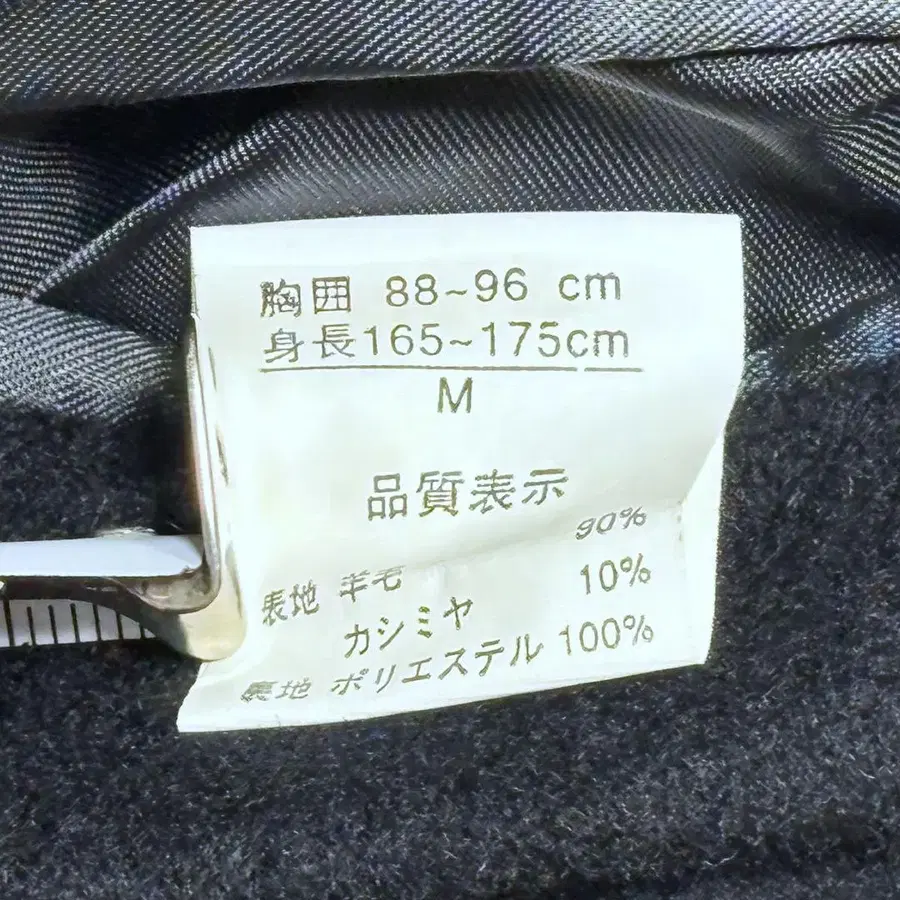 胸囲 88~96 cm
身長165~175cm
M
品質表示
表地 羊毛 90%
カシミヤ 10%
裏地 ポリエステル 100%